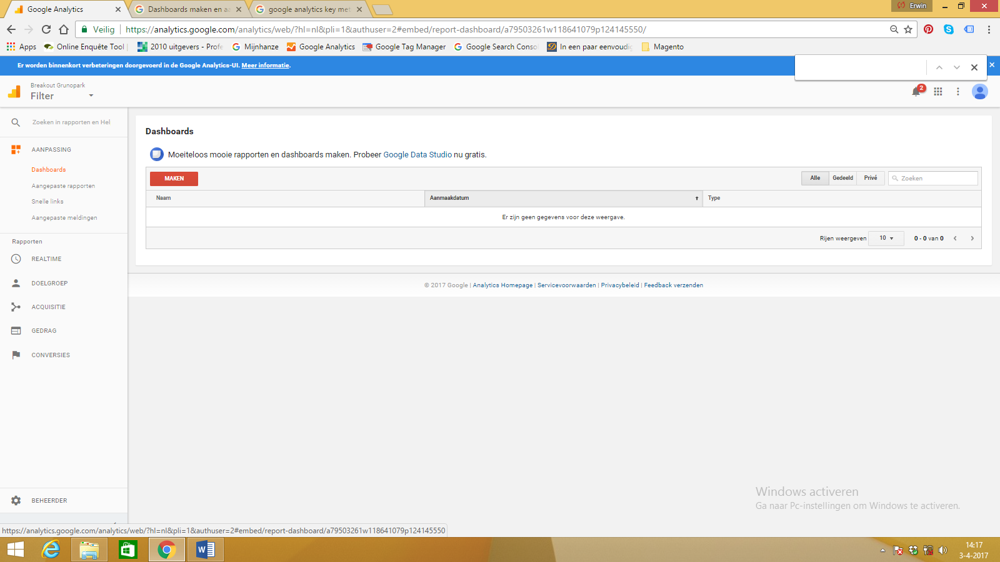 Google Analytics
Dashboards maken en aa
google analytics key met
Erwin
Veilig
https://analytics.google.com/analytics/web/?hl=nl&pli=1&authuser=2#embed/report-dashboard/a79503261w118641079p124145550/
Apps
Online Enquête Tool
2010 uitgevers - Profe
Mijnhanze
Google Analytics
Google Tag Manager
Google Search Conso
In een paar eenvoudig
Magento
Er worden binnenkort verbeteringen doorgevoerd in de Google Analytics-UI. Meer informatie.
Breakout Grunopark
Filter
2
Zoeken in rapporten en Hel
AANPASSING
Dashboards
Aangepaste rapporten
Snelle links
Aangepaste meldingen
Rapporten
REALTIME
DOELGROEP
ACQUISITIE
GEDRAG
CONVERSIES
BEHEERDER
Dashboards
Moeiteloos mooie rapporten en dashboards maken. Probeer Google Data Studio nu gratis.
MAKEN
Alle
Gedeeld
Privé
Zoeken
Naam
Aanmaakdatum
Type
Er zijn geen gegevens voor deze weergave.
Rijen weergeven
10
0 - 0 van 0
© 2017 Google | Analytics Homepage | Servicevoorwaarden | Privacybeleid | Feedback verzenden
Windows activeren
Ga naar Pc-instellingen om Windows te activeren.
https://analytics.google.com/analytics/web/?hl=nl&pli=1&authuser=2#embed/report-dashboard/a79503261w118641079p124145550
14:17
3-4-2017